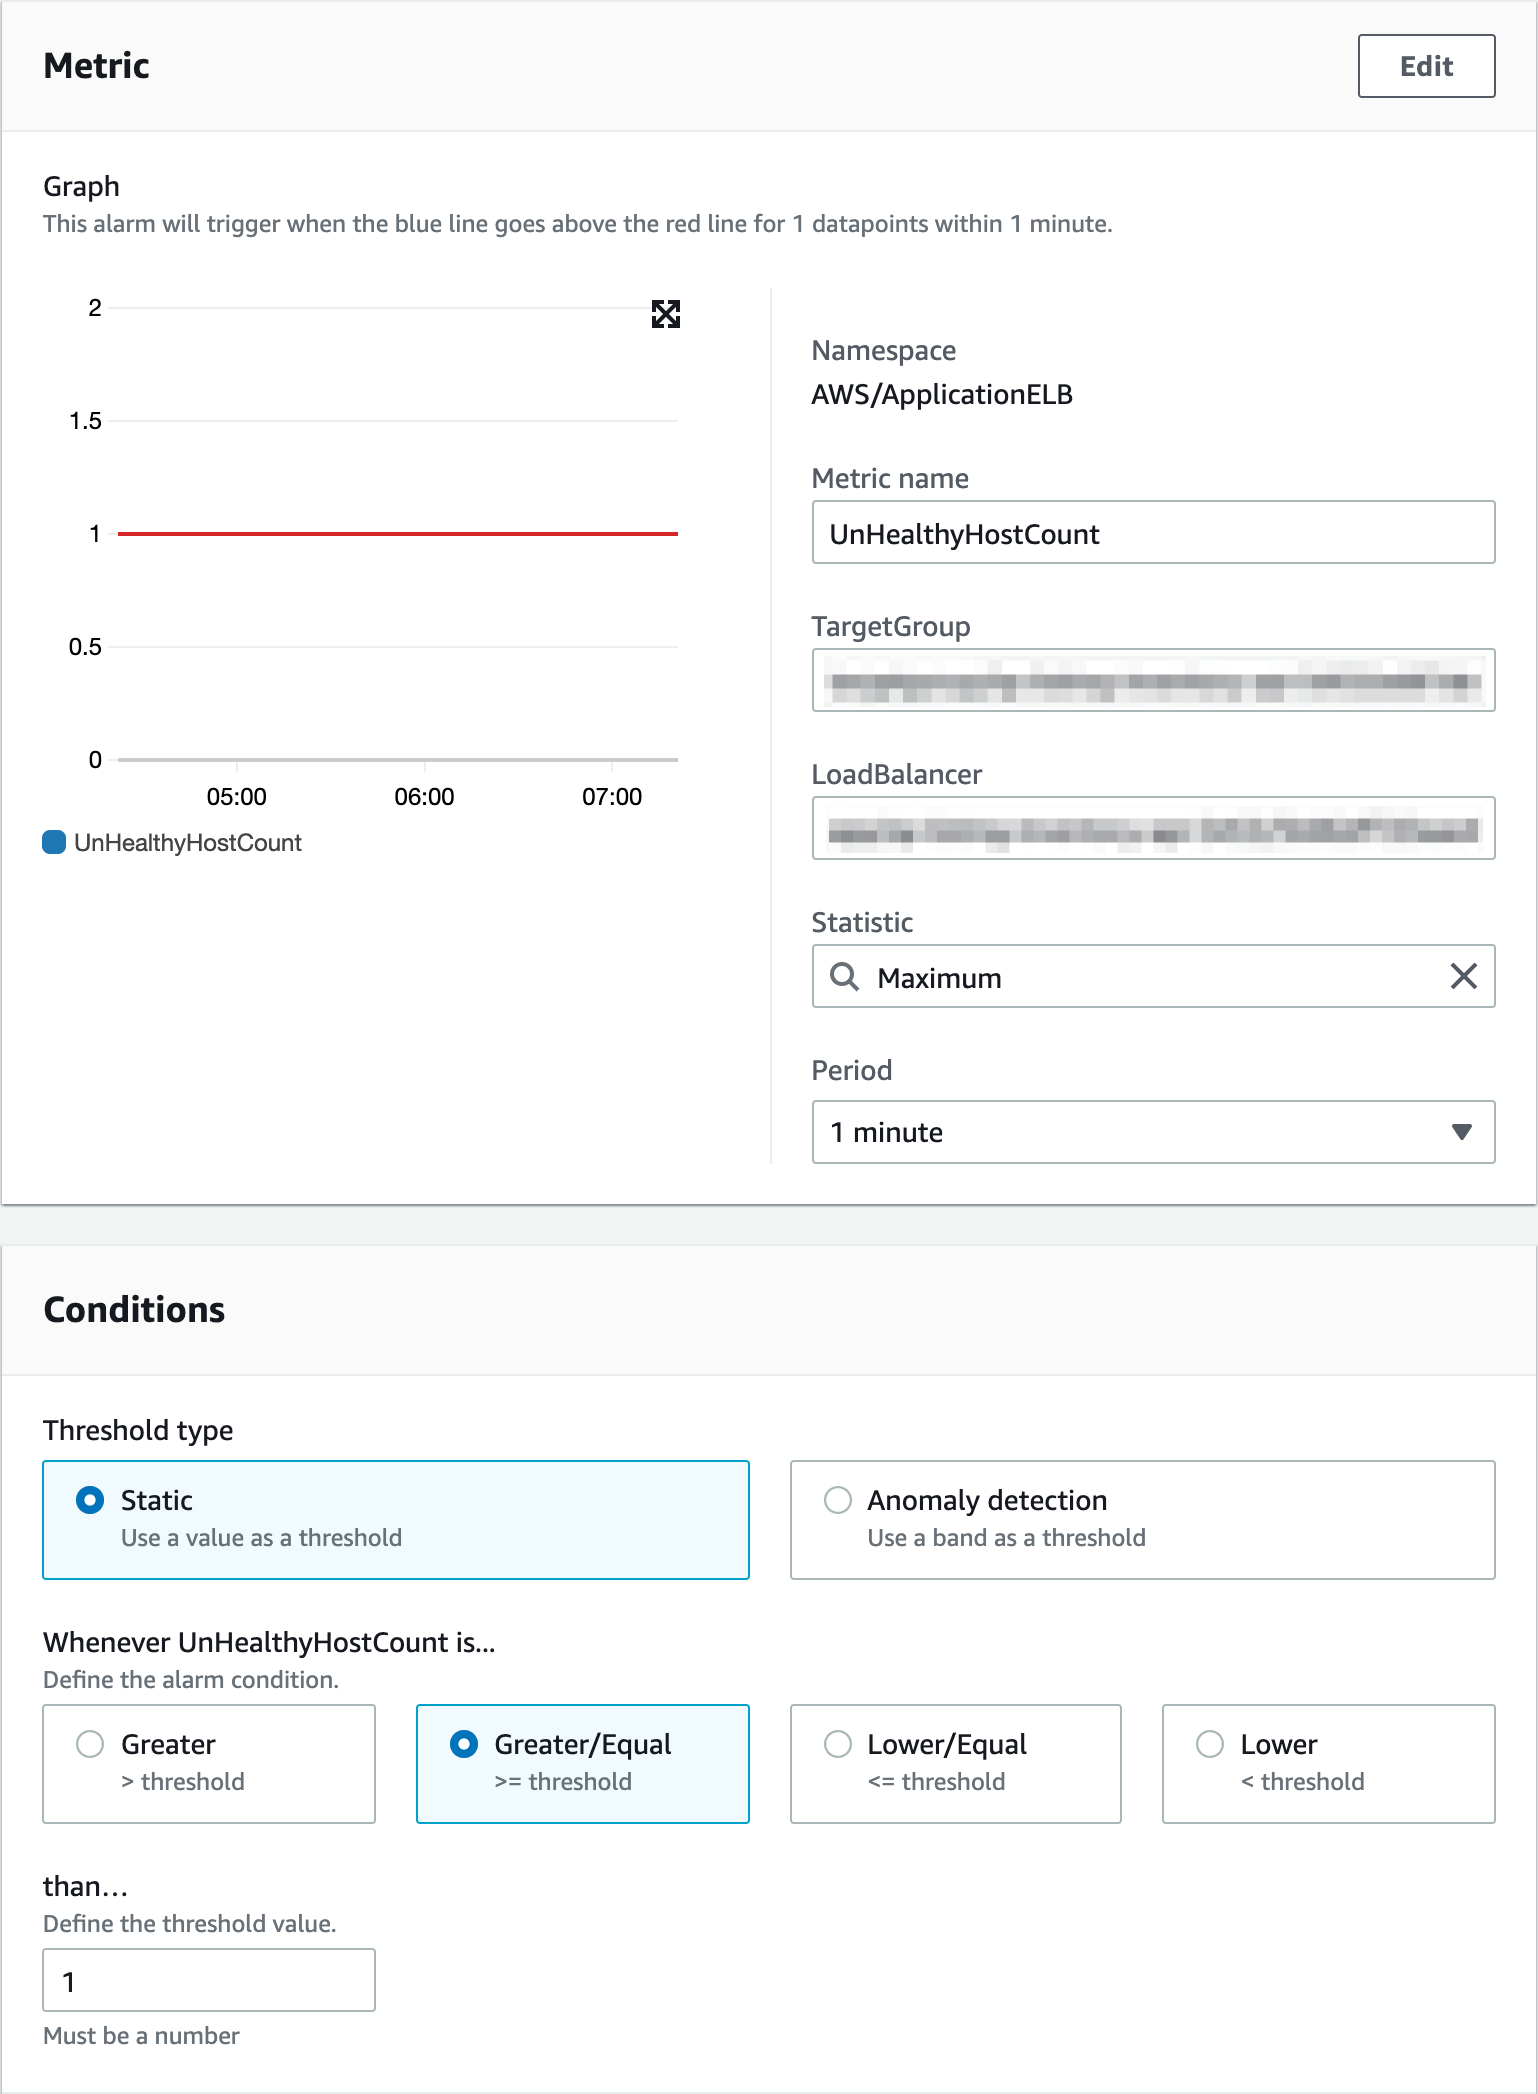 Metric
Edit
Graph
This alarm will trigger when the blue line goes above the red line for 1 datapoints within 1 minute.
2
1.5
1
0.5
0
05:00 06:00 07:00
UnHealthyHostCount
Namespace
AWS/ApplicationELB
Metric name
UnHealthyHostCount
TargetGroup
LoadBalancer
Statistic
Maximum
Period
1 minute
Conditions
Threshold type
Static
Use a value as a threshold
Anomaly detection
Use a band as a threshold
Whenever UnHealthyHostCount is...
Define the alarm condition.
Greater
> threshold
Greater/Equal
>= threshold
Lower/Equal
<= threshold
Lower
< threshold
than…
Define the threshold value.
1
Must be a number